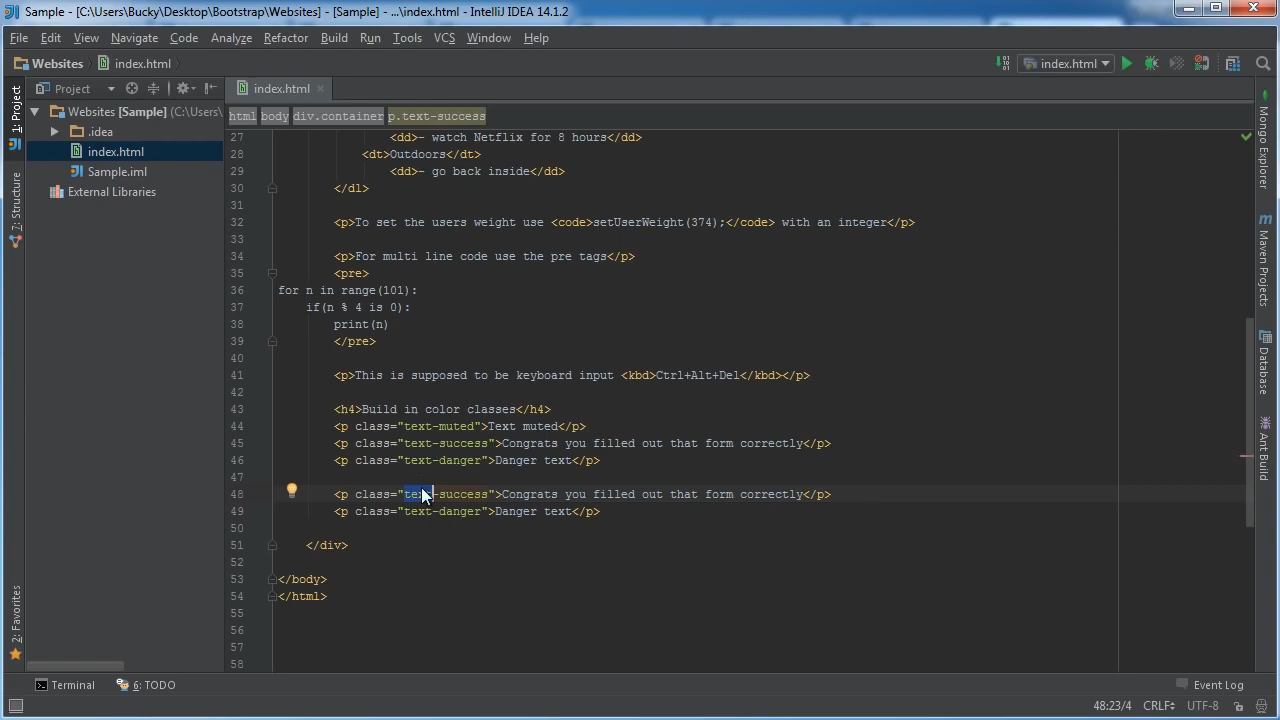 Sample - [C:\Users\Bucky\Desktop\Bootstrap\Websites] - [Sample] - ...\index.html - IntelliJ IDEA 14.1.2
File Edit View Navigate Code Analyze Refactor Build Run Tools VCS Window Help
Websites index.html index.html
1: Project
7: Structure
2: Favorites
Project
Websites [Sample] (C:\Users\
.idea
index.html
Sample.iml
External Libraries
index.html
html body div.container p.text-success
27 <dd>- watch Netflix for 8 hours</dd>
28 <dt>Outdoors</dt>
29 <dd>- go back inside</dd>
30 </dl>
31
32 <p>To set the users weight use <code>setUserWeight(374);</code> with an integer</p>
33
34 <p>For multi line code use the pre tags</p>
35 <pre>
36 for n in range(101):
37 if(n % 4 is 0):
38 print(n)
39 </pre>
40
41 <p>This is supposed to be keyboard input <kbd>Ctrl+Alt+Del</kbd></p>
42
43 <h4>Build in color classes</h4>
44 <p class="text-muted">Text muted</p>
45 <p class="text-success">Congrats you filled out that form correctly</p>
46 <p class="text-danger">Danger text</p>
47
48 <p class="text-success">Congrats you filled out that form correctly</p>
49 <p class="text-danger">Danger text</p>
50
51 </div>
52
53 </body>
54 </html>
55
56
57
58
Mongo Explorer
Maven Projects
Database
Ant Build
Terminal 6: TODO Event Log
48:23/4 CRLF UTF-8